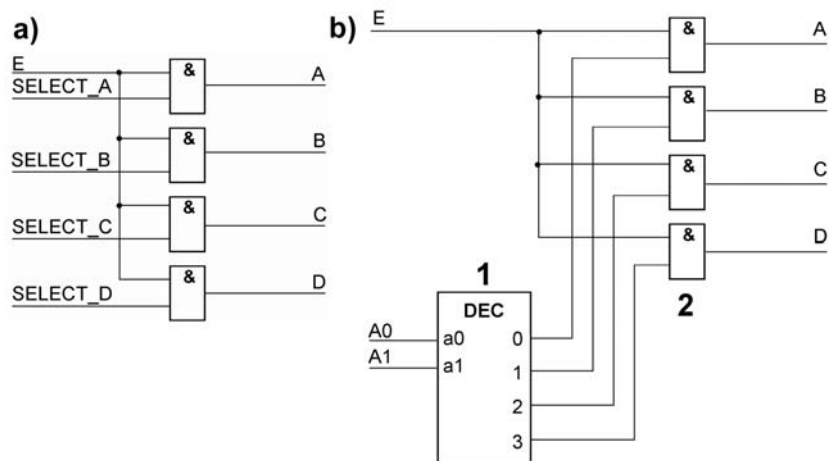 a)
E
SELECT_A
&
A
SELECT_B
&
B
SELECT_C
&
C
SELECT_D
&
D
b)
E
&
A
&
B
&
C
&
D
1
2
DEC
A0
a0
0
A1
a1
1
2
3